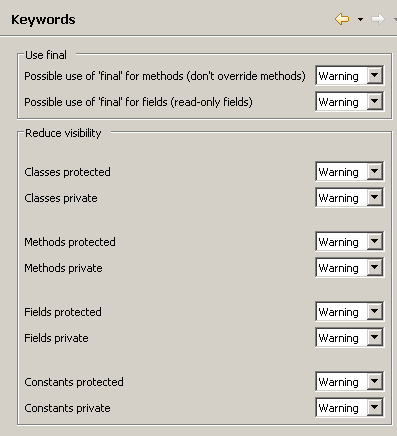 Keywords
Use final
Possible use of 'final' for methods (don't override methods) Warning
Possible use of 'final' for fields (read-only fields) Warning
Reduce visibility
Classes protected Warning
Classes private Warning
Methods protected Warning
Methods private Warning
Fields protected Warning
Fields private Warning
Constants protected Warning
Constants private Warning